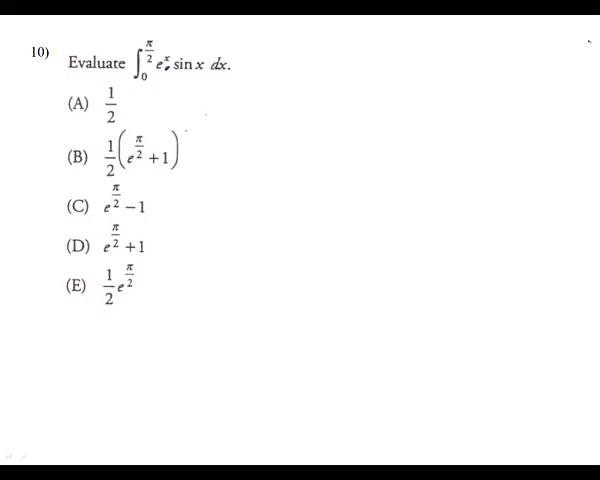 10)
Evaluate ∫₀^(π/2) eˣ sin x dx.
(A) 1/2
(B) 1/2(e^(π/2) + 1)
(C) e^(π/2) − 1
(D) e^(π/2) + 1
(E) 1/2 e^(π/2)